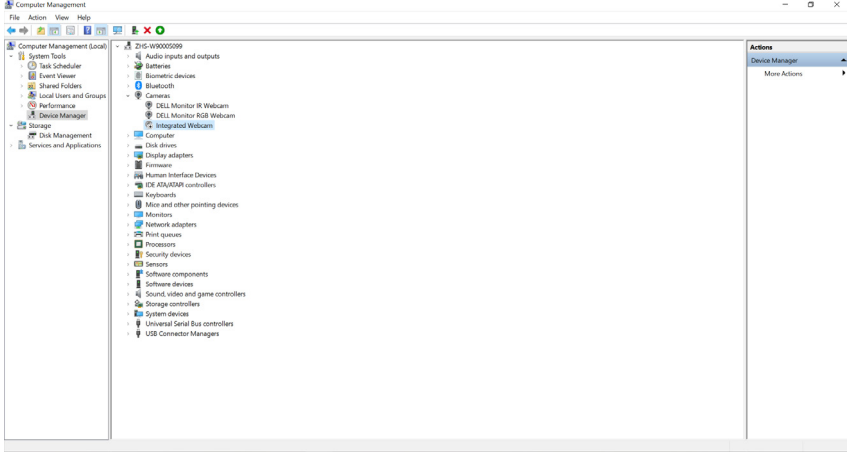 Computer Management
File Action View Help
Computer Management (Local)
System Tools
Task Scheduler
Event Viewer
Shared Folders
Local Users and Groups
Performance
Device Manager
Storage
Disk Management
Services and Applications
ZHS-W90005099
Audio inputs and outputs
Batteries
Biometric devices
Bluetooth
Cameras
DELL Monitor IR Webcam
DELL Monitor RGB Webcam
Integrated Webcam
Computer
Disk drives
Display adapters
Firmware
Human Interface Devices
IDE ATA/ATAPI controllers
Keyboards
Mice and other pointing devices
Monitors
Network adapters
Print queues
Processors
Security devices
Sensors
Software components
Software devices
Sound, video and game controllers
Storage controllers
System devices
Universal Serial Bus controllers
USB Connector Managers
Actions
Device Manager
More Actions